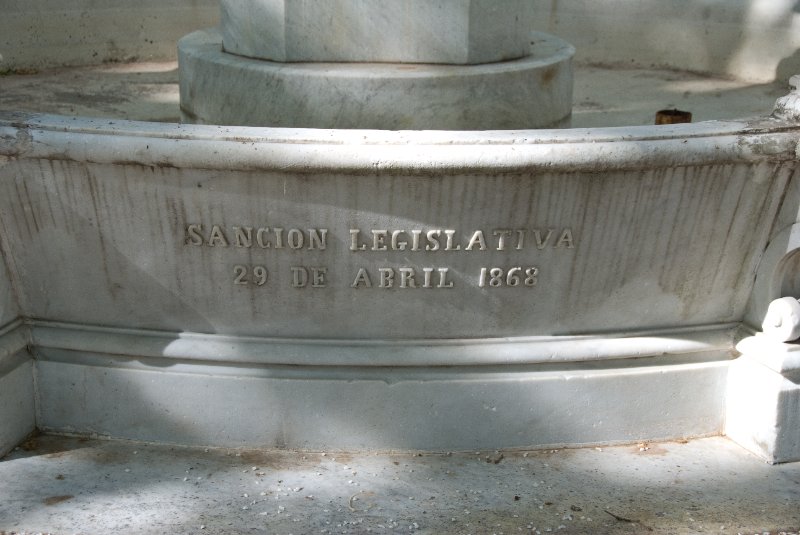 SANCION LEGISLATIVA
29 DE ABRIL 1868